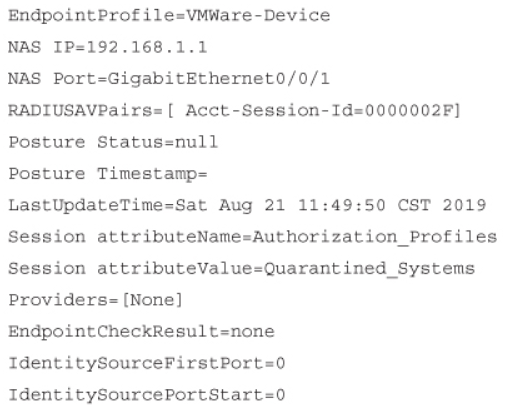 EndpointProfile=VMWare-Device
NAS IP=192.168.1.1
NAS Port=GigabitEthernet0/0/1
RADIUSAVPairs=[ Acct-Session-Id=0000002F]
Posture Status=null
Posture Timestamp=
LastUpdateTime=Sat Aug 21 11:49:50 CST 2019
Session attributeName=Authorization_Profiles
Session attributeValue=Quarantined_Systems
Providers=[None]
EndpointCheckResult=none
IdentitySourceFirstPort=0
IdentitySourcePortStart=0